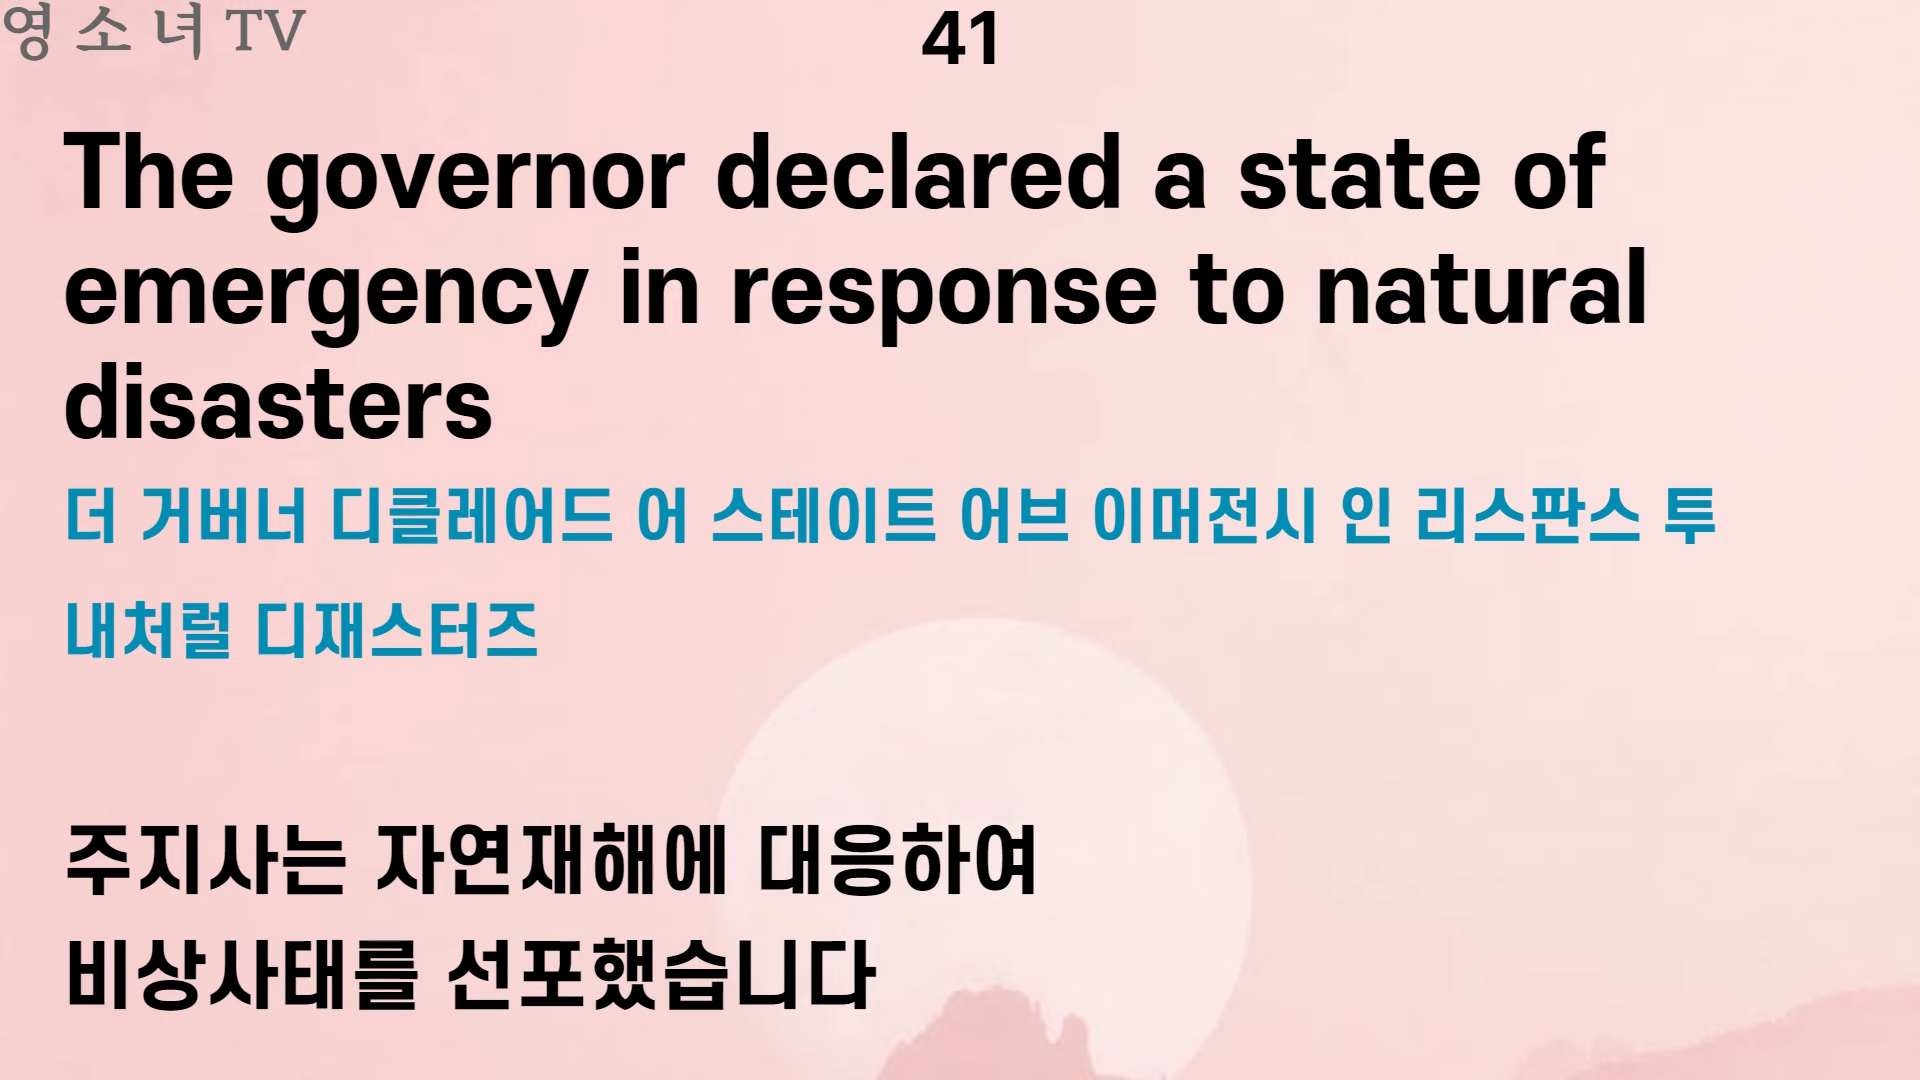 영소녀TV
41
The governor declared a state of
emergency in response to natural
disasters
더 거버너 디클레어드 어 스테이트 어브 이머전시 인 리스판스 투
내처럴 디재스터즈
주지사는 자연재해에 대응하여
비상사태를 선포했습니다